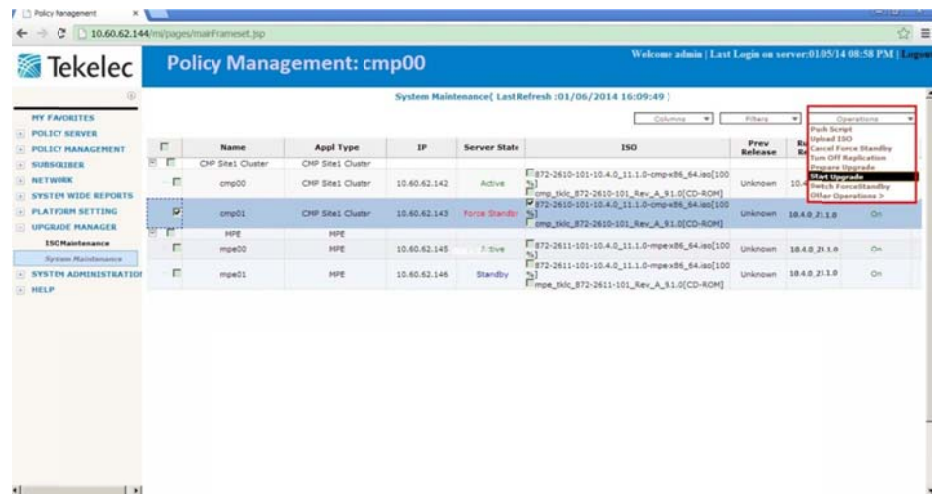 Policy Management
10.60.62.144/mi/pages/mainFrameset.jsp
Tekelec
Policy Management: cmp00
Welcome admin | Last Login on server:01/05/14 08:58 PM | Logout
System Maintenance( LastRefresh :01/06/2014 16:09:49 )
Columns
Filters
Operations
Push Script
Upload ISO
Cancel Force Standby
Turn Off Replication
Prepare Upgrade
Start Upgrade
Switch ForceStandby
Other Operations >
MY FAVORITES
POLICY SERVER
POLICY MANAGEMENT
SUBSCRIBER
NETWORK
SYSTEM WIDE REPORTS
PLATFORM SETTING
UPGRADE MANAGER
ISO Maintenance
System Maintenance
SYSTEM ADMINISTRATION
HELP
Name Appl Type IP Server State ISO Prev Release
CMP Site1 Cluster CMP Site1 Cluster
cmp00 CMP Site1 Cluster 10.60.62.142 Active 872-2610-101-10.4.0_11.1.0-cmp-x86_64.iso[100
%]
cmp_tklc_872-2610-101_Rev_A_91.0[CD-ROM] Unknown
cmp01 CMP Site1 Cluster 10.60.62.143 Force Standby 872-2610-101-10.4.0_11.1.0-cmp-x86_64.iso[100
%]
cmp_tklc_872-2610-101_Rev_A_91.0[CD-ROM] Unknown 10.4.0_21.1.0 On
MPE MPE
mpe00 MPE 10.60.62.145 Active 872-2611-101-10.4.0_11.1.0-mpe-x86_64.iso[100
%] Unknown 10.4.0_21.1.0 On
mpe01 MPE 10.60.62.146 Standby 872-2611-101-10.4.0_11.1.0-mpe-x86_64.iso[100
%]
mpe_tklc_872-2611-101_Rev_A_91.0[CD-ROM] Unknown 10.4.0_21.1.0 On